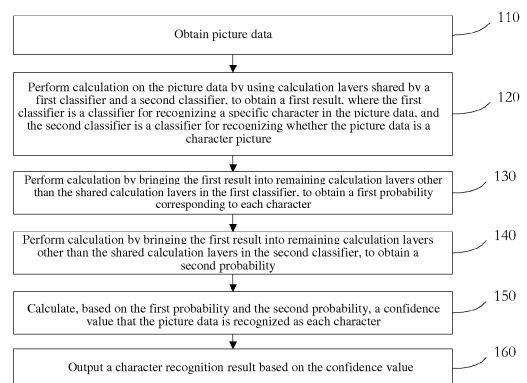 110
Obtain picture data
Perform calculation on the picture data by using calculation layers shared by a
first classifier and a second classifier, to obtain a first result, where the first
classifier is a classifier for recognizing a specific character in the picture data, and
the second classifier is a classifier for recognizing whether the picture data is a
character picture
120
Perform calculation by bringing the first result into remaining calculation layers other
than the shared calculation layers in the first classifier, to obtain a first probability
corresponding to each character
130
Perform calculation by bringing the first result into remaining calculation layers
other than the shared calculation layers in the second classifier, to obtain a
second probability
140
Calculate, based on the first probability and the second probability, a confidence
value that the picture data is recognized as each character
150
Output a character recognition result based on the confidence value
160